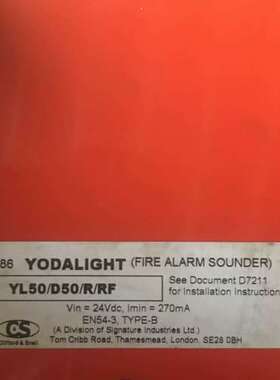 86 YODALIGHT (FIRE ALARM SOUNDER)
YL50/D50/R/RF
See Document D7211
for Installation Instruction
Vin = 24Vdc, Imin = 270mA
EN54-3, TYPE-B
(A Division of Signature Industries Ltd.)
Tom Cribb Road, Thamesmead, London. SE28 0BH
CS
Clifford & Snell